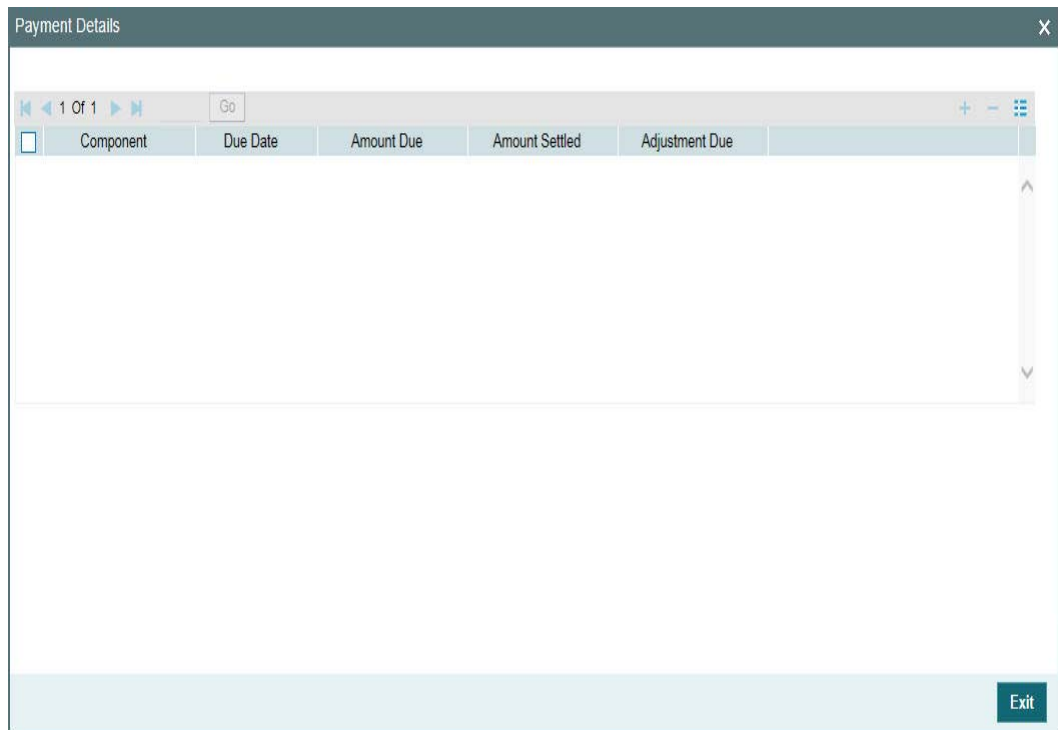 Payment Details X
1 Of 1 Go
Component Due Date Amount Due Amount Settled Adjustment Due
Exit